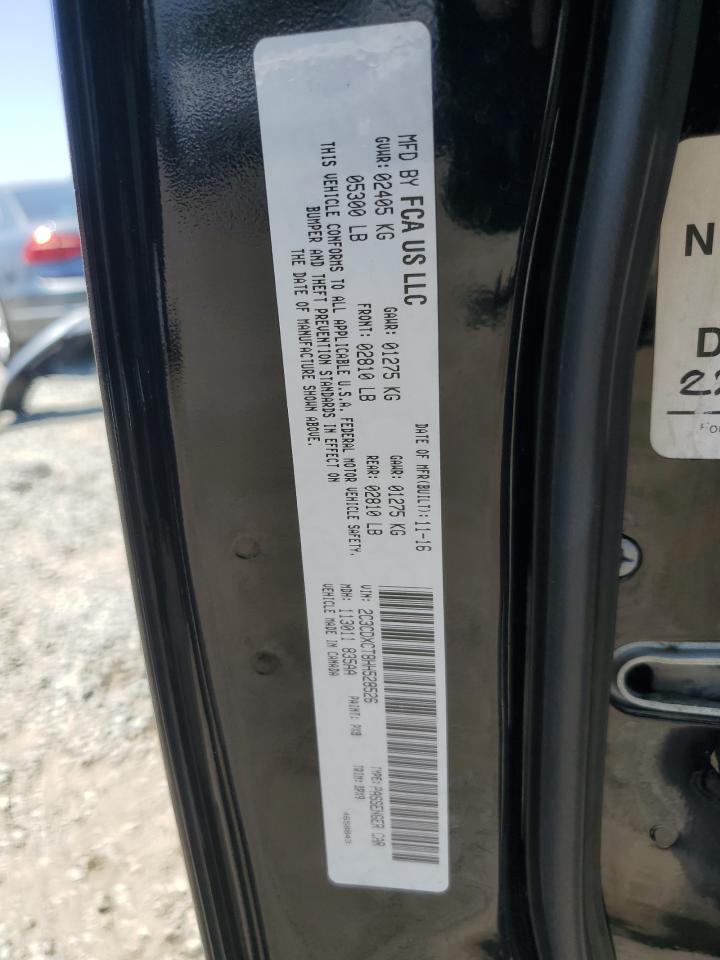 MFD BY FCA US LLC
DATE OF MFR(BUILT): 11-16
GVWR: 02405 KG
GAWR: 01275 KG
GAWR: 01275 KG
05300 LB
FRONT: 02810 LB
REAR: 02810 LB
THIS VEHICLE CONFORMS TO ALL APPLICABLE U.S.A. FEDERAL MOTOR VEHICLE SAFETY,
BUMPER AND THEFT PREVENTION STANDARDS IN EFFECT ON
THE DATE OF MANUFACTURE SHOWN ABOVE.
VIN: 2C3CDXCT8HH528526
TYPE: PASSENGER CAR
MDH: 113011 835AA
PAINT: PX8
TRIM:
VEHICLE MADE IN CANADA
N
D
22